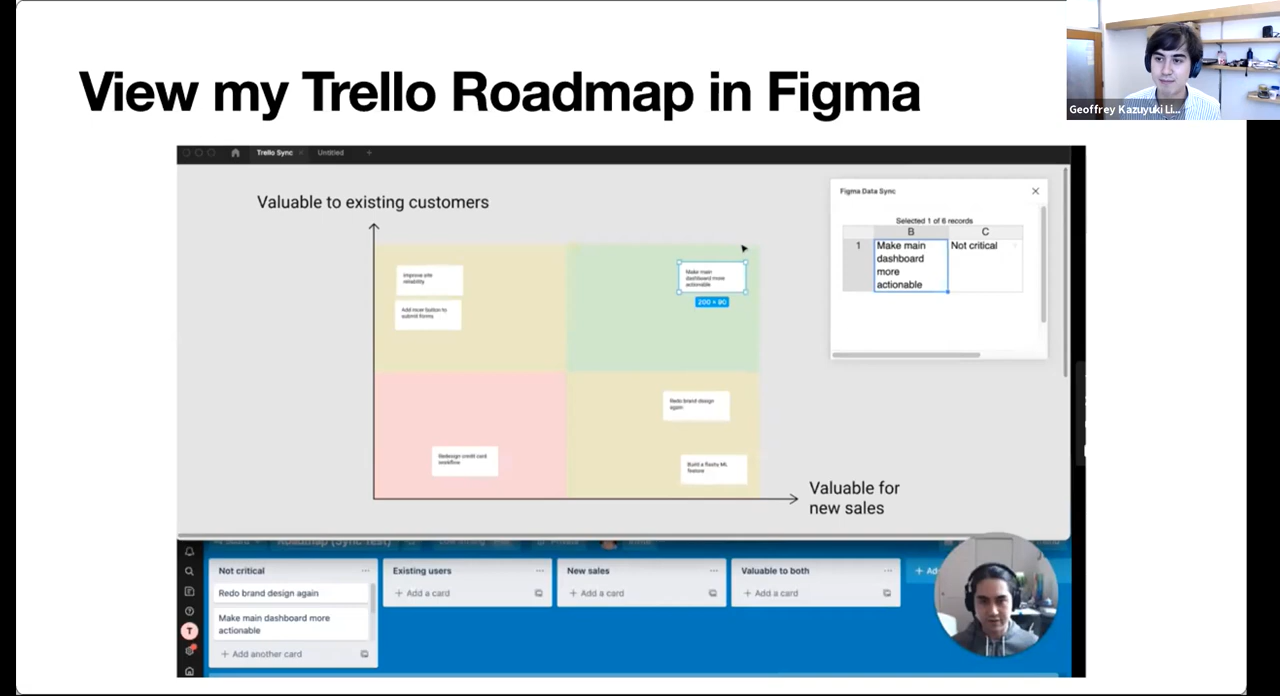 View my Trello Roadmap in Figma
Geoffrey Kazuyuki Li...
Trello Sync
Untitled
Valuable to existing customers
Figma Data Sync
Selected 1 of 6 records
B
C
1
Make main
dashboard
more
actionable
Not critical
Improve site
reliability
Add nicer button to
submit forms
Make main
dashboard more
actionable
200 × 90
Redo brand design
again
Redesign credit card
workflow
Build a flashy ML
feature
Valuable for
new sales
Roadmap (Sync Test)
Not critical
Existing users
New sales
Valuable to both
+ Add a card
+ Add a card
+ Add a card
Redo brand design again
Make main dashboard more
actionable
+ Add another card
T